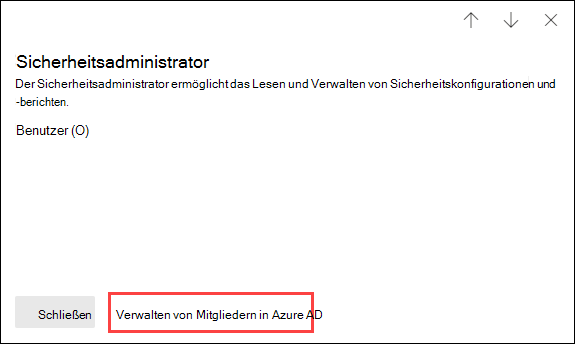 Sicherheitsadministrator
Der Sicherheitsadministrator ermöglicht das Lesen und Verwalten von Sicherheitskonfigurationen und
-berichten.
Benutzer (O)
Schließen
Verwalten von Mitgliedern in Azure AD